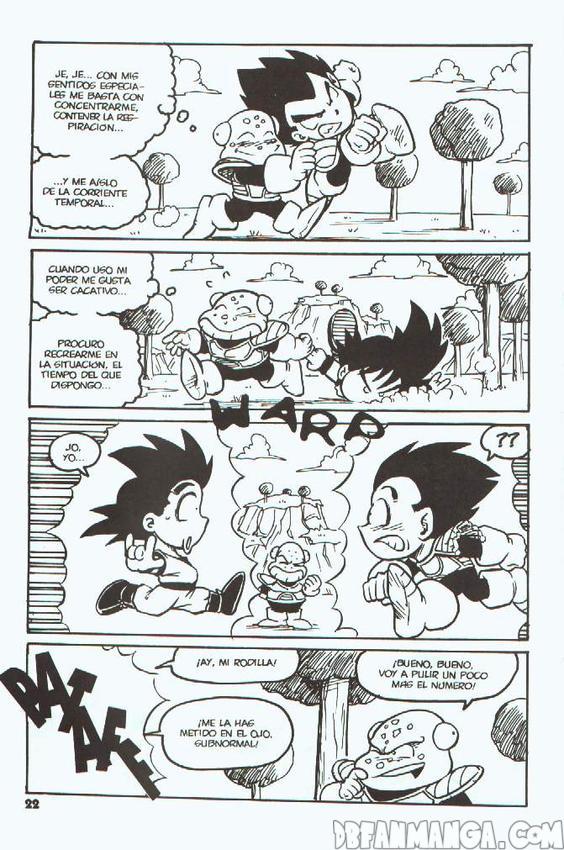 JE, JE... CON MIS
SENTIDOS ESPECIA-
LES ME BASTA CON
CONCENTRARME,
CONTENER LA RES-
PIRACION...
...Y ME AISLO
DE LA CORRIENTE
TEMPORAL...
CUANDO USO MI
PODER ME GUSTA
SER CACATIVO...
PROCURO
RECREARME EN
LA SITUACION, EL
TIEMPO DEL QUE
DISPONGO...
WARP
JO,
YO...
??
¡AY, MI RODILLA!
¡BUENO, BUENO,
VOY A PULIR UN POCO
MAS EL NUMERO!
¡ME LA HAS
METIDO EN EL OJO,
SUBNORMAL!
22
DBFANMANGA.COM